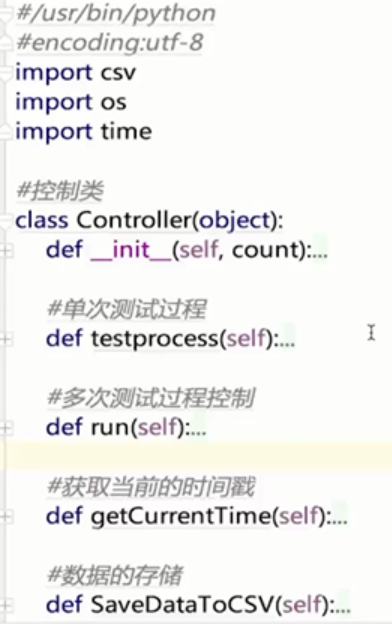 #/usr/bin/python
#encoding:utf-8
import csv
import os
import time
#控制类
class Controller(object):
def __init__(self, count):...
#单次测试过程
def testprocess(self):...
#多次测试过程控制
def run(self):...
#获取当前的时间戳
def getCurrentTime(self):...
#数据的存储
def SaveDataToCSV(self):...